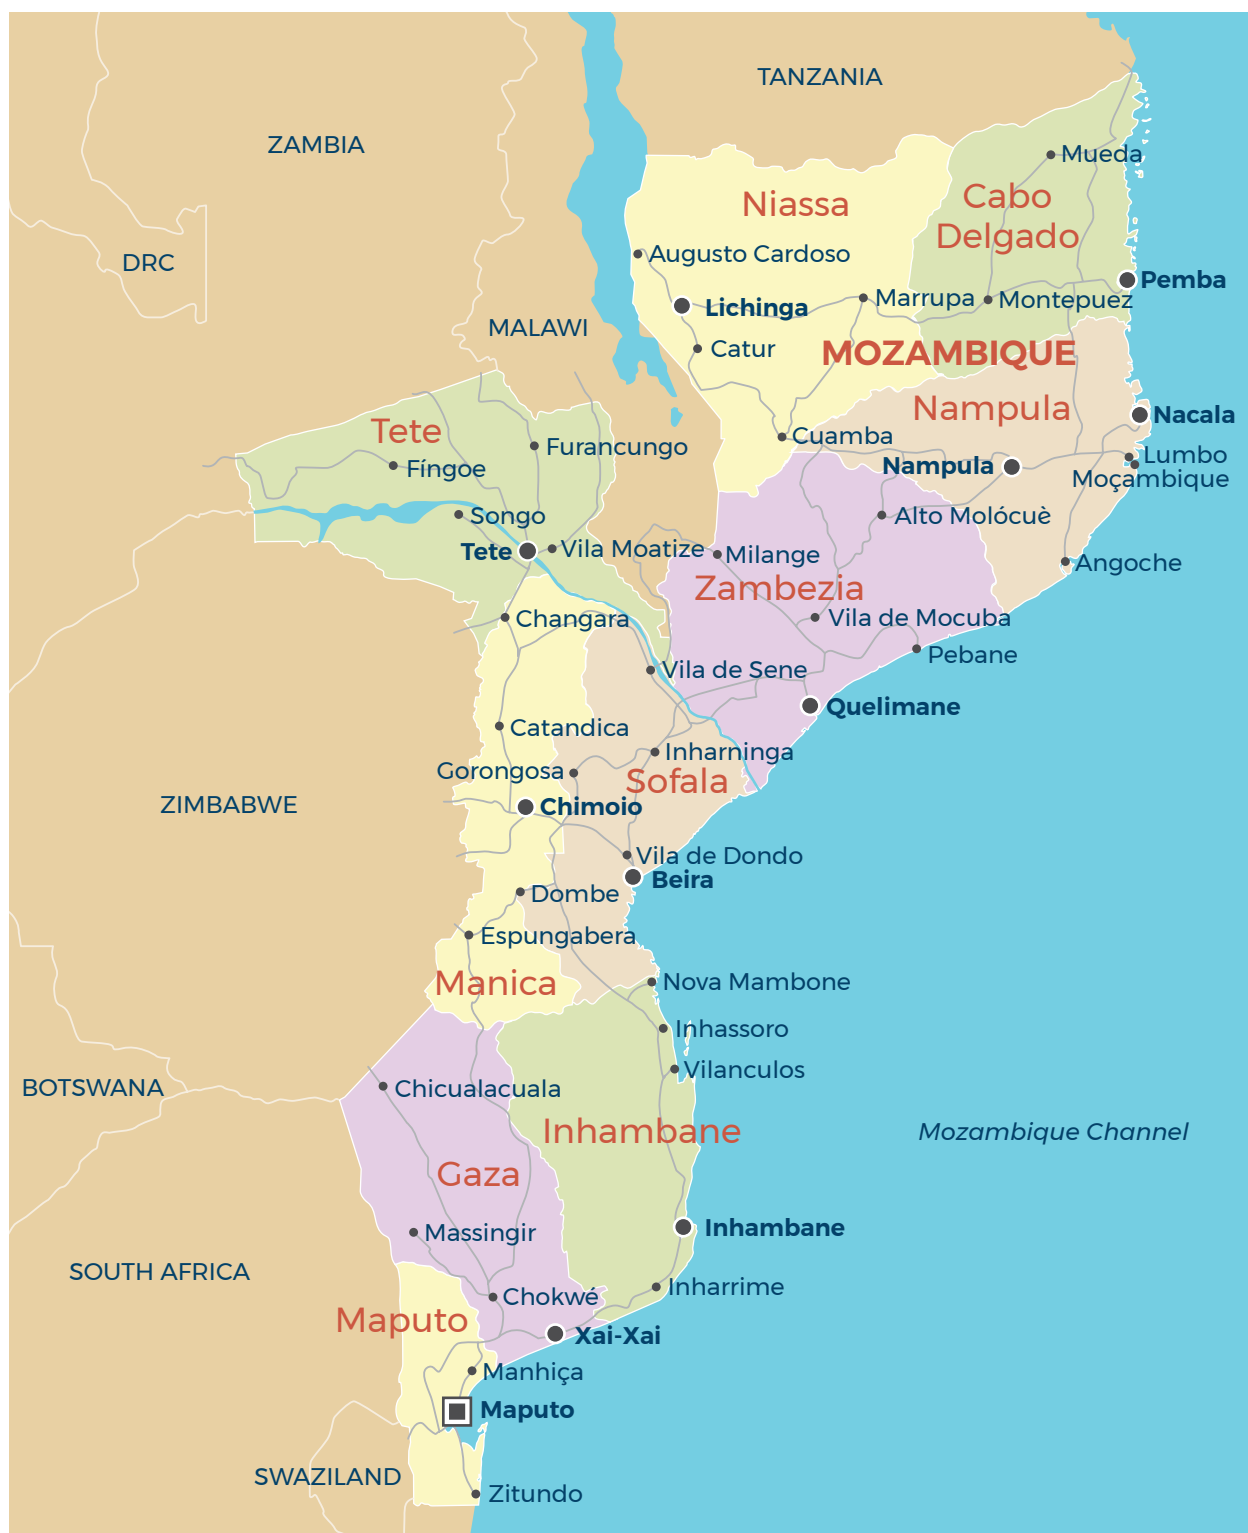 TANZANIA
ZAMBIA
Mueda
Niassa
Cabo
Delgado
Augusto Cardoso
DRC
Pemba
Lichinga
Marrupa
Montepuez
MALAWI
Catur
MOZAMBIQUE
Nampula
Nacala
Tete
Cuamba
Furancungo
Lumbo
Fíngoe
Nampula
Moçambique
Songo
Alto Molócuè
Tete
Vila Moatize
Milange
Angoche
Zambezia
Changara
Vila de Mocuba
Pebane
Vila de Sene
Quelimane
Catandica
Inharninga
Gorongosa
Sofala
ZIMBABWE
Chimoio
Vila de Dondo
Beira
Dombe
Espungabera
Manica
Nova Mambone
Inhassoro
Vilanculos
BOTSWANA
Chicualacuala
Inhambane
Mozambique Channel
Gaza
Inhambane
Massingir
SOUTH AFRICA
Inharrime
Chokwé
Maputo
Xai-Xai
Manhiça
Maputo
SWAZILAND
Zitundo